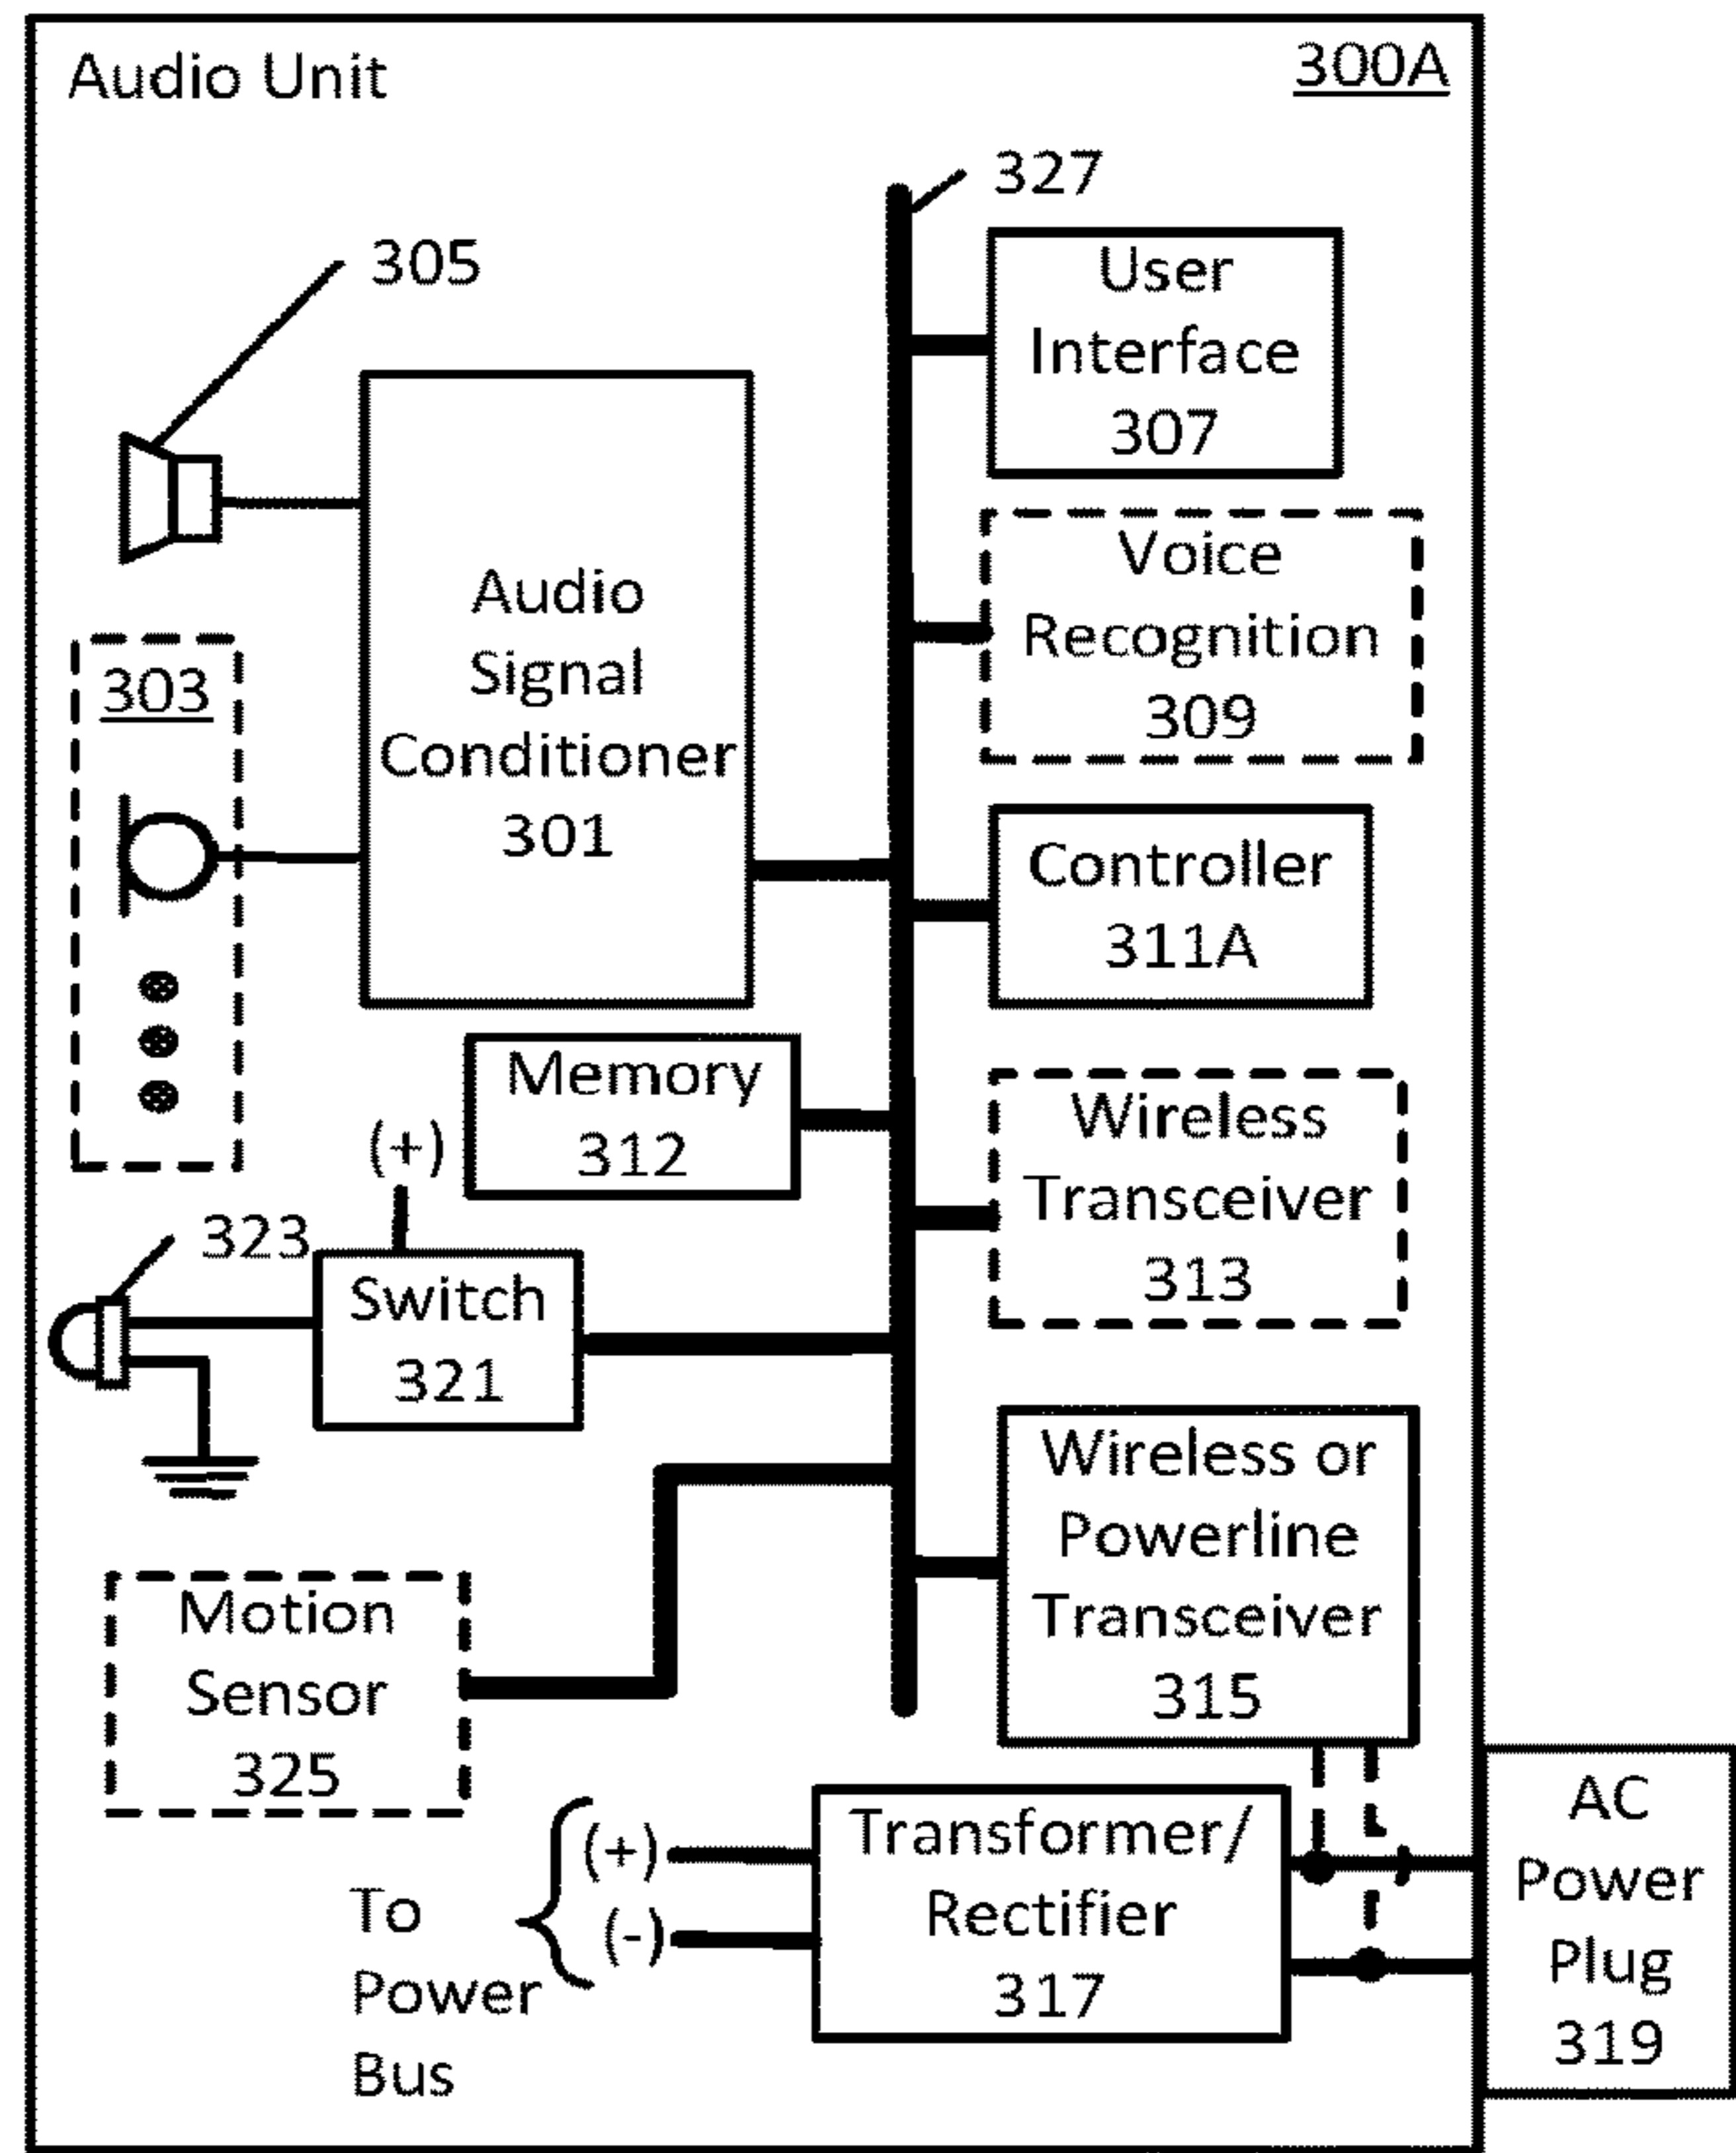 Audio Unit
300A
327
305
User
Interface
307
Audio
Signal
Conditioner
301
Voice
Recognition
309
303
Controller
311A
Memory
312
Wireless
Transceiver
313
(+)
323
Switch
321
Wireless or
Powerline
Transceiver
315
Motion
Sensor
325
Transformer/
Rectifier
317
(+)
(-)
To
Power
Bus
AC
Power
Plug
319